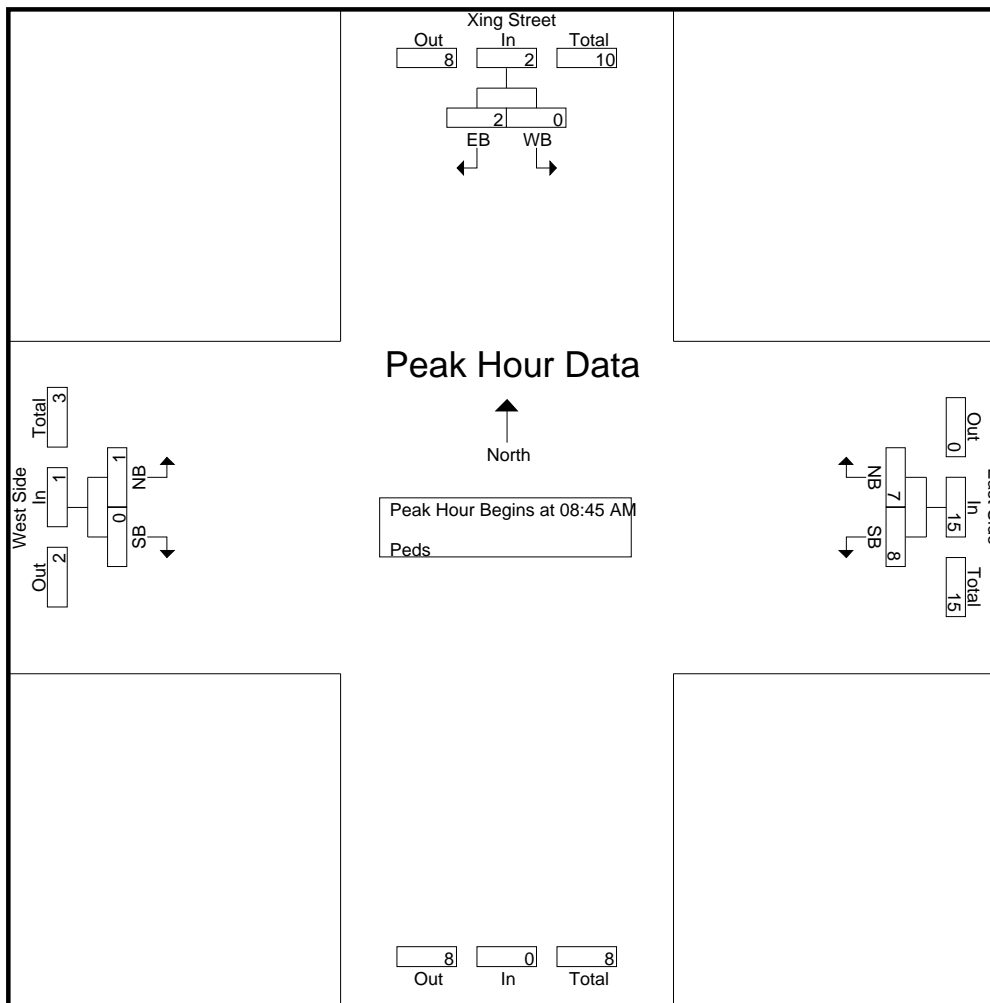 Xing Street
Out In Total
8 2 10
2 0
EB WB
Peak Hour Data
North
Peak Hour Begins at 08:45 AM
Peds
West Side
Total In Out
3 1 2
1 0
NB SB
Out In Total
0 15 15
7 8
NB SB
8 0 8
Out In Total